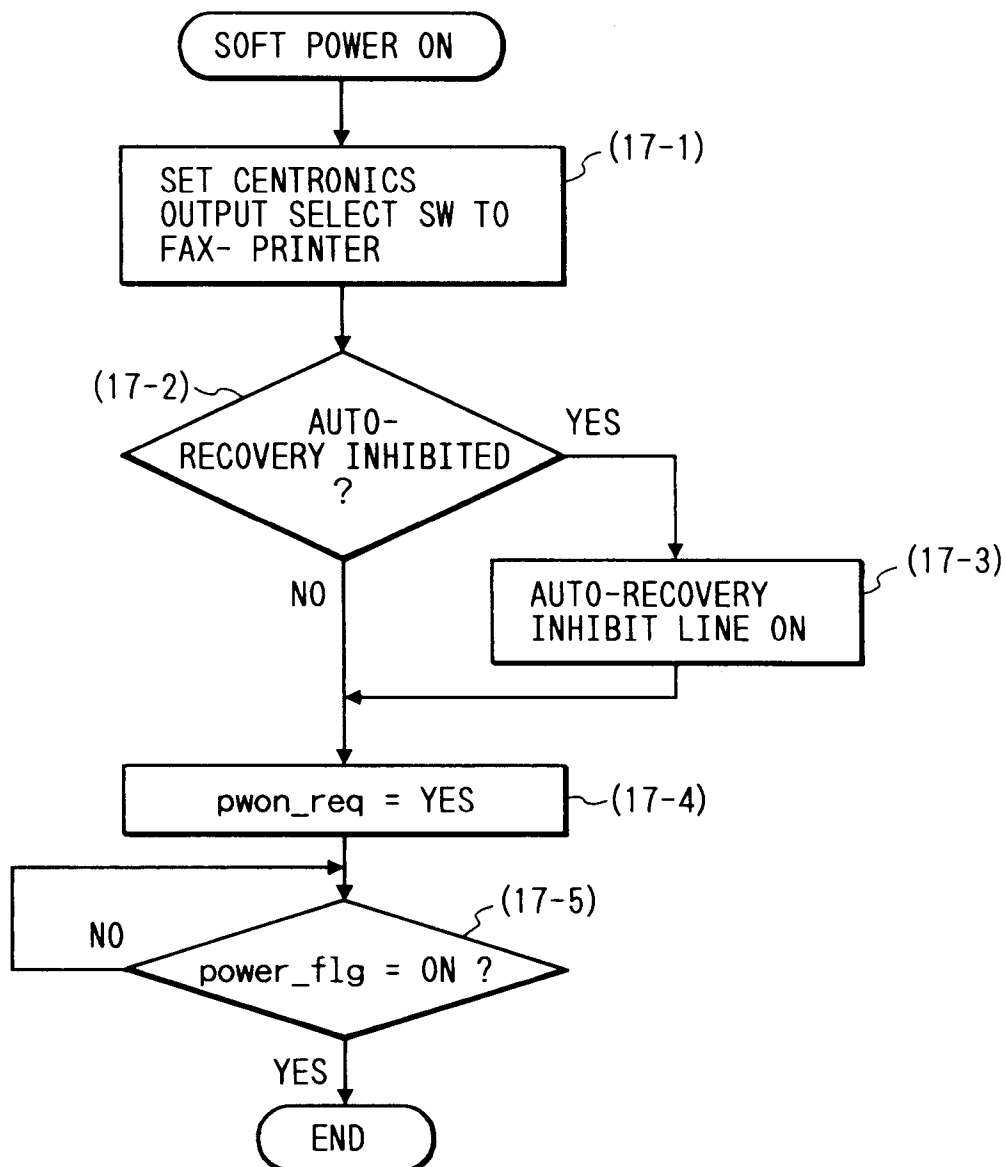 SOFT POWER ON
(17-1)
SET CENTRONICS
OUTPUT SELECT SW TO
FAX- PRINTER
(17-2)
AUTO-
RECOVERY INHIBITED
?
YES
NO
(17-3)
AUTO-RECOVERY
INHIBIT LINE ON
pwon_req = YES
(17-4)
(17-5)
NO
power_flg = ON ?
YES
END